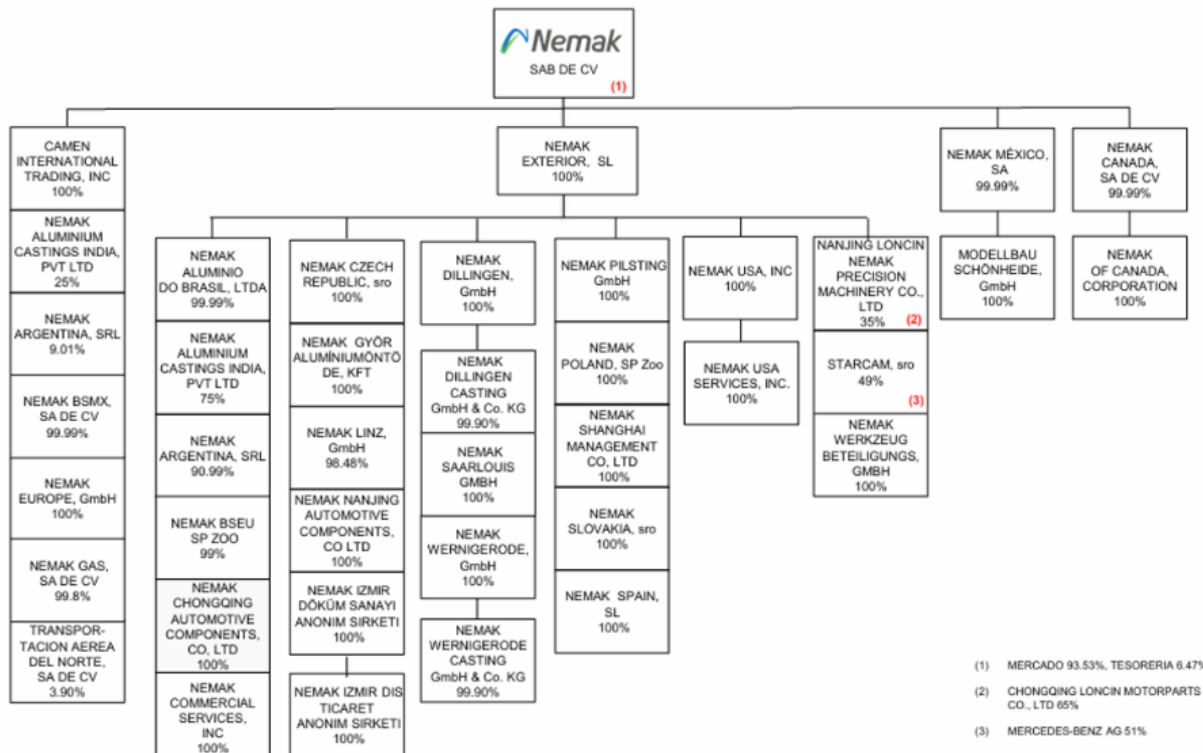 Nemak
SAB DE CV
(1)
CAMEN
INTERNATIONAL
TRADING, INC
100%
NEMAK
ALUMINIUM
CASTINGS INDIA,
PVT LTD
25%
NEMAK
ARGENTINA, SRL
9.01%
NEMAK BSMX,
SA DE CV
99.99%
NEMAK
EUROPE, GmbH
100%
NEMAK GAS,
SA DE CV
99.8%
TRANSPOR-
TACION AEREA
DEL NORTE,
SA DE CV
3.90%
NEMAK
EXTERIOR, SL
100%
NEMAK
ALUMINIO
DO BRASIL, LTDA
99.99%
NEMAK
ALUMINIUM
CASTINGS INDIA,
PVT LTD
75%
NEMAK
ARGENTINA, SRL
90.99%
NEMAK BSEU
SP ZOO
99%
NEMAK
CHONGQING
AUTOMOTIVE
COMPONENTS,
CO, LTD
100%
NEMAK
COMMERCIAL
SERVICES,
INC
100%
NEMAK CZECH
REPUBLIC, sro
100%
NEMAK GYÖR
ALUMÍNIUMÖNTÖ
DE, KFT
100%
NEMAK LINZ,
GmbH
98.48%
NEMAK NANJING
AUTOMOTIVE
COMPONENTS,
CO LTD
100%
NEMAK IZMIR
DÖKÜM SANAYI
ANONIM SIRKETI
100%
NEMAK IZMIR DIS
TICARET
ANONIM SIRKETI
100%
NEMAK
DILLINGEN,
GmbH
100%
NEMAK
DILLINGEN
CASTING
GmbH & Co. KG
99.90%
NEMAK
SAARLOUIS
GMBH
100%
NEMAK
WERNIGERODE,
GmbH
100%
NEMAK
WERNIGERODE
CASTING
GmbH & Co. KG
99.90%
NEMAK PILSTING
GmbH
100%
NEMAK
POLAND, SP Zoo
100%
NEMAK
SHANGHAI
MANAGEMENT
CO, LTD
100%
NEMAK
SLOVAKIA, sro
100%
NEMAK SPAIN,
SL
100%
NEMAK USA, INC
100%
NEMAK USA
SERVICES, INC.
100%
NANJING LONCIN
NEMAK
PRECISION
MACHINERY CO.,
LTD
35% (2)
STARCAM, sro
49%
(3)
NEMAK
WERKZEUG
BETEILIGUNGS,
GMBH
100%
NEMAK MÉXICO,
SA
99.99%
MODELLBAU
SCHÖNHEIDE,
GmbH
100%
NEMAK
CANADA,
SA DE CV
99.99%
NEMAK
OF CANADA,
CORPORATION
100%
(1) MERCADO 93.53%, TESORERIA 6.47%
(2) CHONGQING LONCIN MOTORPARTS
CO., LTD 65%
(3) MERCEDES-BENZ AG 51%